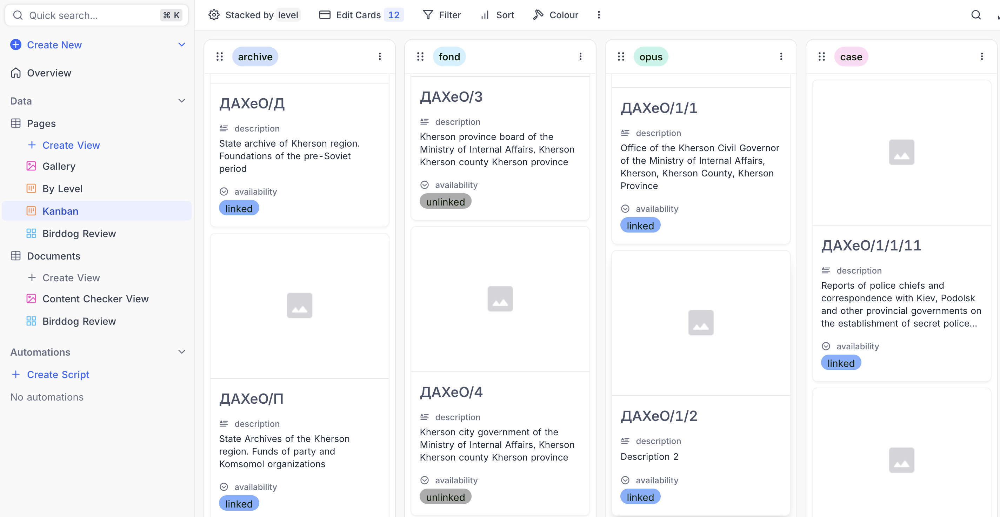 Quick search...
⌘ K
Create New
Overview
Data
Pages
Create View
Gallery
By Level
Kanban
Birddog Review
Documents
Create View
Content Checker View
Birddog Review
Automations
Create Script
No automations
Stacked by level
Edit Cards 12
Filter
Sort
Colour
archive
ДАХеО/Д
description
State archive of Kherson region.
Foundations of the pre-Soviet
period
availability
linked
ДАХеО/П
description
State Archives of the Kherson
region. Funds of party and
Komsomol organizations
availability
linked
fond
ДАХеО/3
description
Kherson province board of the
Ministry of Internal Affairs, Kherson
Kherson county Kherson province
availability
unlinked
ДАХеО/4
description
Kherson city government of the
Ministry of Internal Affairs, Kherson
Kherson county Kherson province
availability
unlinked
opus
ДАХеО/1/1
description
Office of the Kherson Civil Governor
of the Ministry of Internal Affairs,
Kherson, Kherson County, Kherson
Province
availability
linked
ДАХеО/1/2
description
Description 2
availability
linked
case
ДАХеО/1/1/11
description
Reports of police chiefs and
correspondence with Kiev, Podolsk
and other provincial governments on
the establishment of secret police...
availability
linked